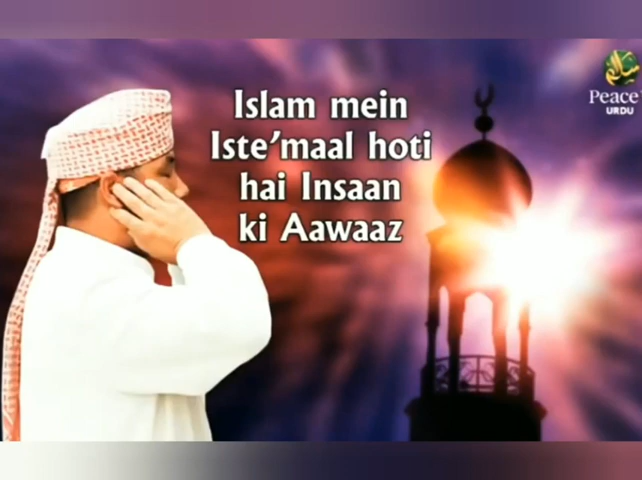 Islam mein
Iste'maal hoti
hai Insaan
ki Aawaaz
Peace
URDU